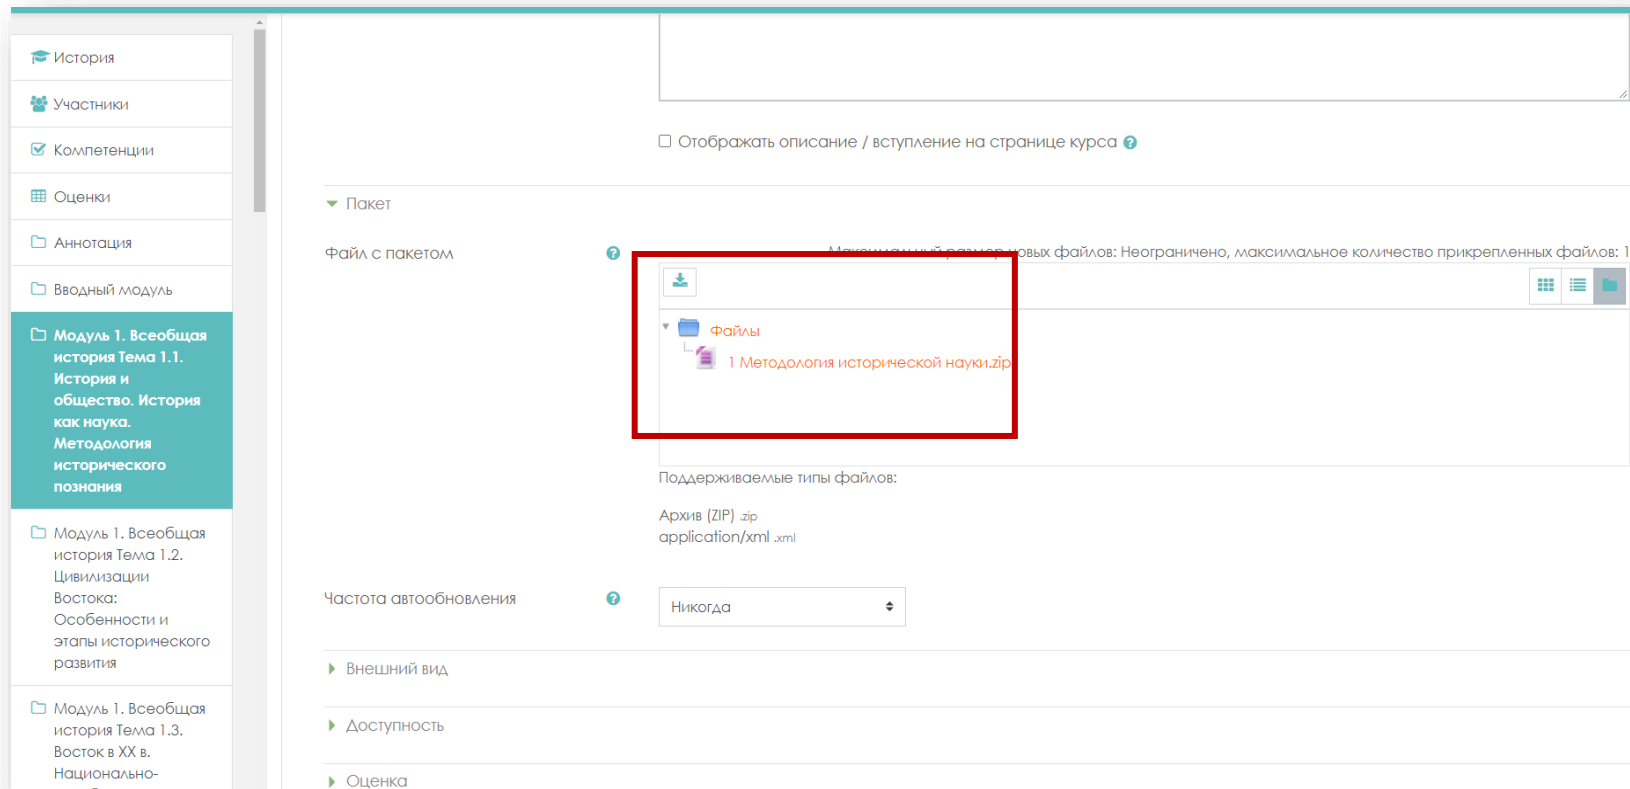 История
Участники
Компетенции
Оценки
Аннотация
Вводный модуль
Модуль 1. Всеобщая
история Тема 1.1.
История и
общество. История
как наука.
Методология
исторического
познания
Модуль 1. Всеобщая
история Тема 1.2.
Цивилизации
Востока:
Особенности и
этапы исторического
развития
Модуль 1. Всеобщая
история Тема 1.3.
Восток в XX в.
Национально-
Отображать описание / вступление на странице курса
Пакет
Файл с пакетом
Максимальный размер новых файлов: Неограничено, максимальное количество прикрепленных файлов: 1
Файлы
1 Методология исторической науки.zip
Поддерживаемые типы файлов:
Архив (ZIP) .zip
application/xml .xml
Частота автообновления
Никогда
Внешний вид
Доступность
Оценка